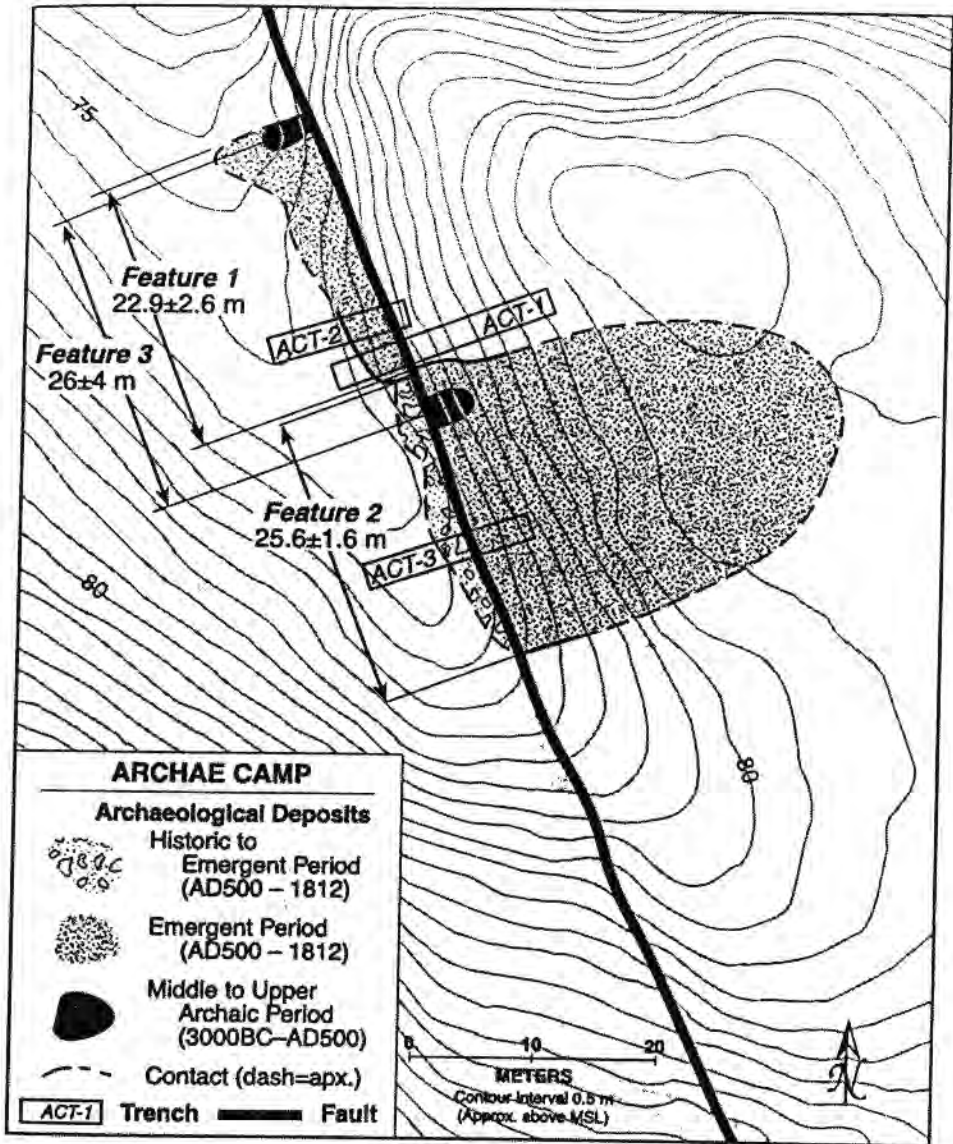 75
Feature 1
22.9±2.6 m
Feature 3
26±4 m
ACT-2
ACT-1
Feature 2
25.6±1.6 m
ACT-3
80
80
ARCHAE CAMP
Archaeological Deposits
Historic to
Emergent Period
(AD500 – 1812)
Emergent Period
(AD500 – 1812)
Middle to Upper
Archaic Period
(3000BC–AD500)
Contact (dash=apx.)
ACT-1 Trench Fault
0 10 20
METERS
Contour Interval 0.5 m
(Approx. above MSL)
N